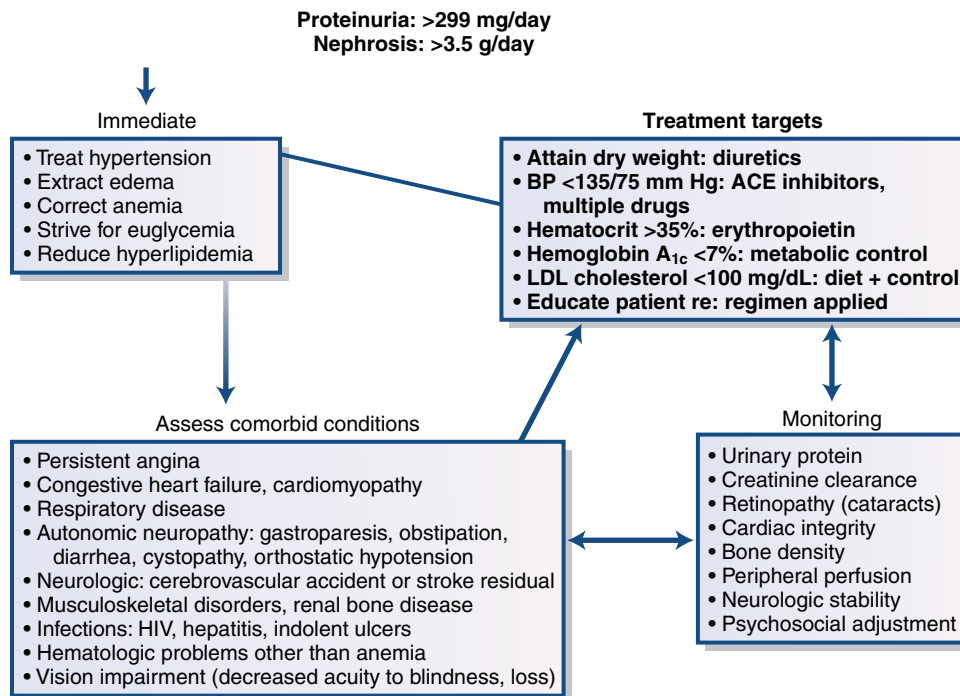 Proteinuria: >299 mg/day
Nephrosis: >3.5 g/day
Immediate
• Treat hypertension
• Extract edema
• Correct anemia
• Strive for euglycemia
• Reduce hyperlipidemia
Treatment targets
• Attain dry weight: diuretics
• BP <135/75 mm Hg: ACE inhibitors,
multiple drugs
• Hematocrit >35%: erythropoietin
• Hemoglobin A1c <7%: metabolic control
• LDL cholesterol <100 mg/dL: diet + control
• Educate patient re: regimen applied
Assess comorbid conditions
• Persistent angina
• Congestive heart failure, cardiomyopathy
• Respiratory disease
• Autonomic neuropathy: gastroparesis, obstipation,
diarrhea, cystopathy, orthostatic hypotension
• Neurologic: cerebrovascular accident or stroke residual
• Musculoskeletal disorders, renal bone disease
• Infections: HIV, hepatitis, indolent ulcers
• Hematologic problems other than anemia
• Vision impairment (decreased acuity to blindness, loss)
Monitoring
• Urinary protein
• Creatinine clearance
• Retinopathy (cataracts)
• Cardiac integrity
• Bone density
• Peripheral perfusion
• Neurologic stability
• Psychosocial adjustment